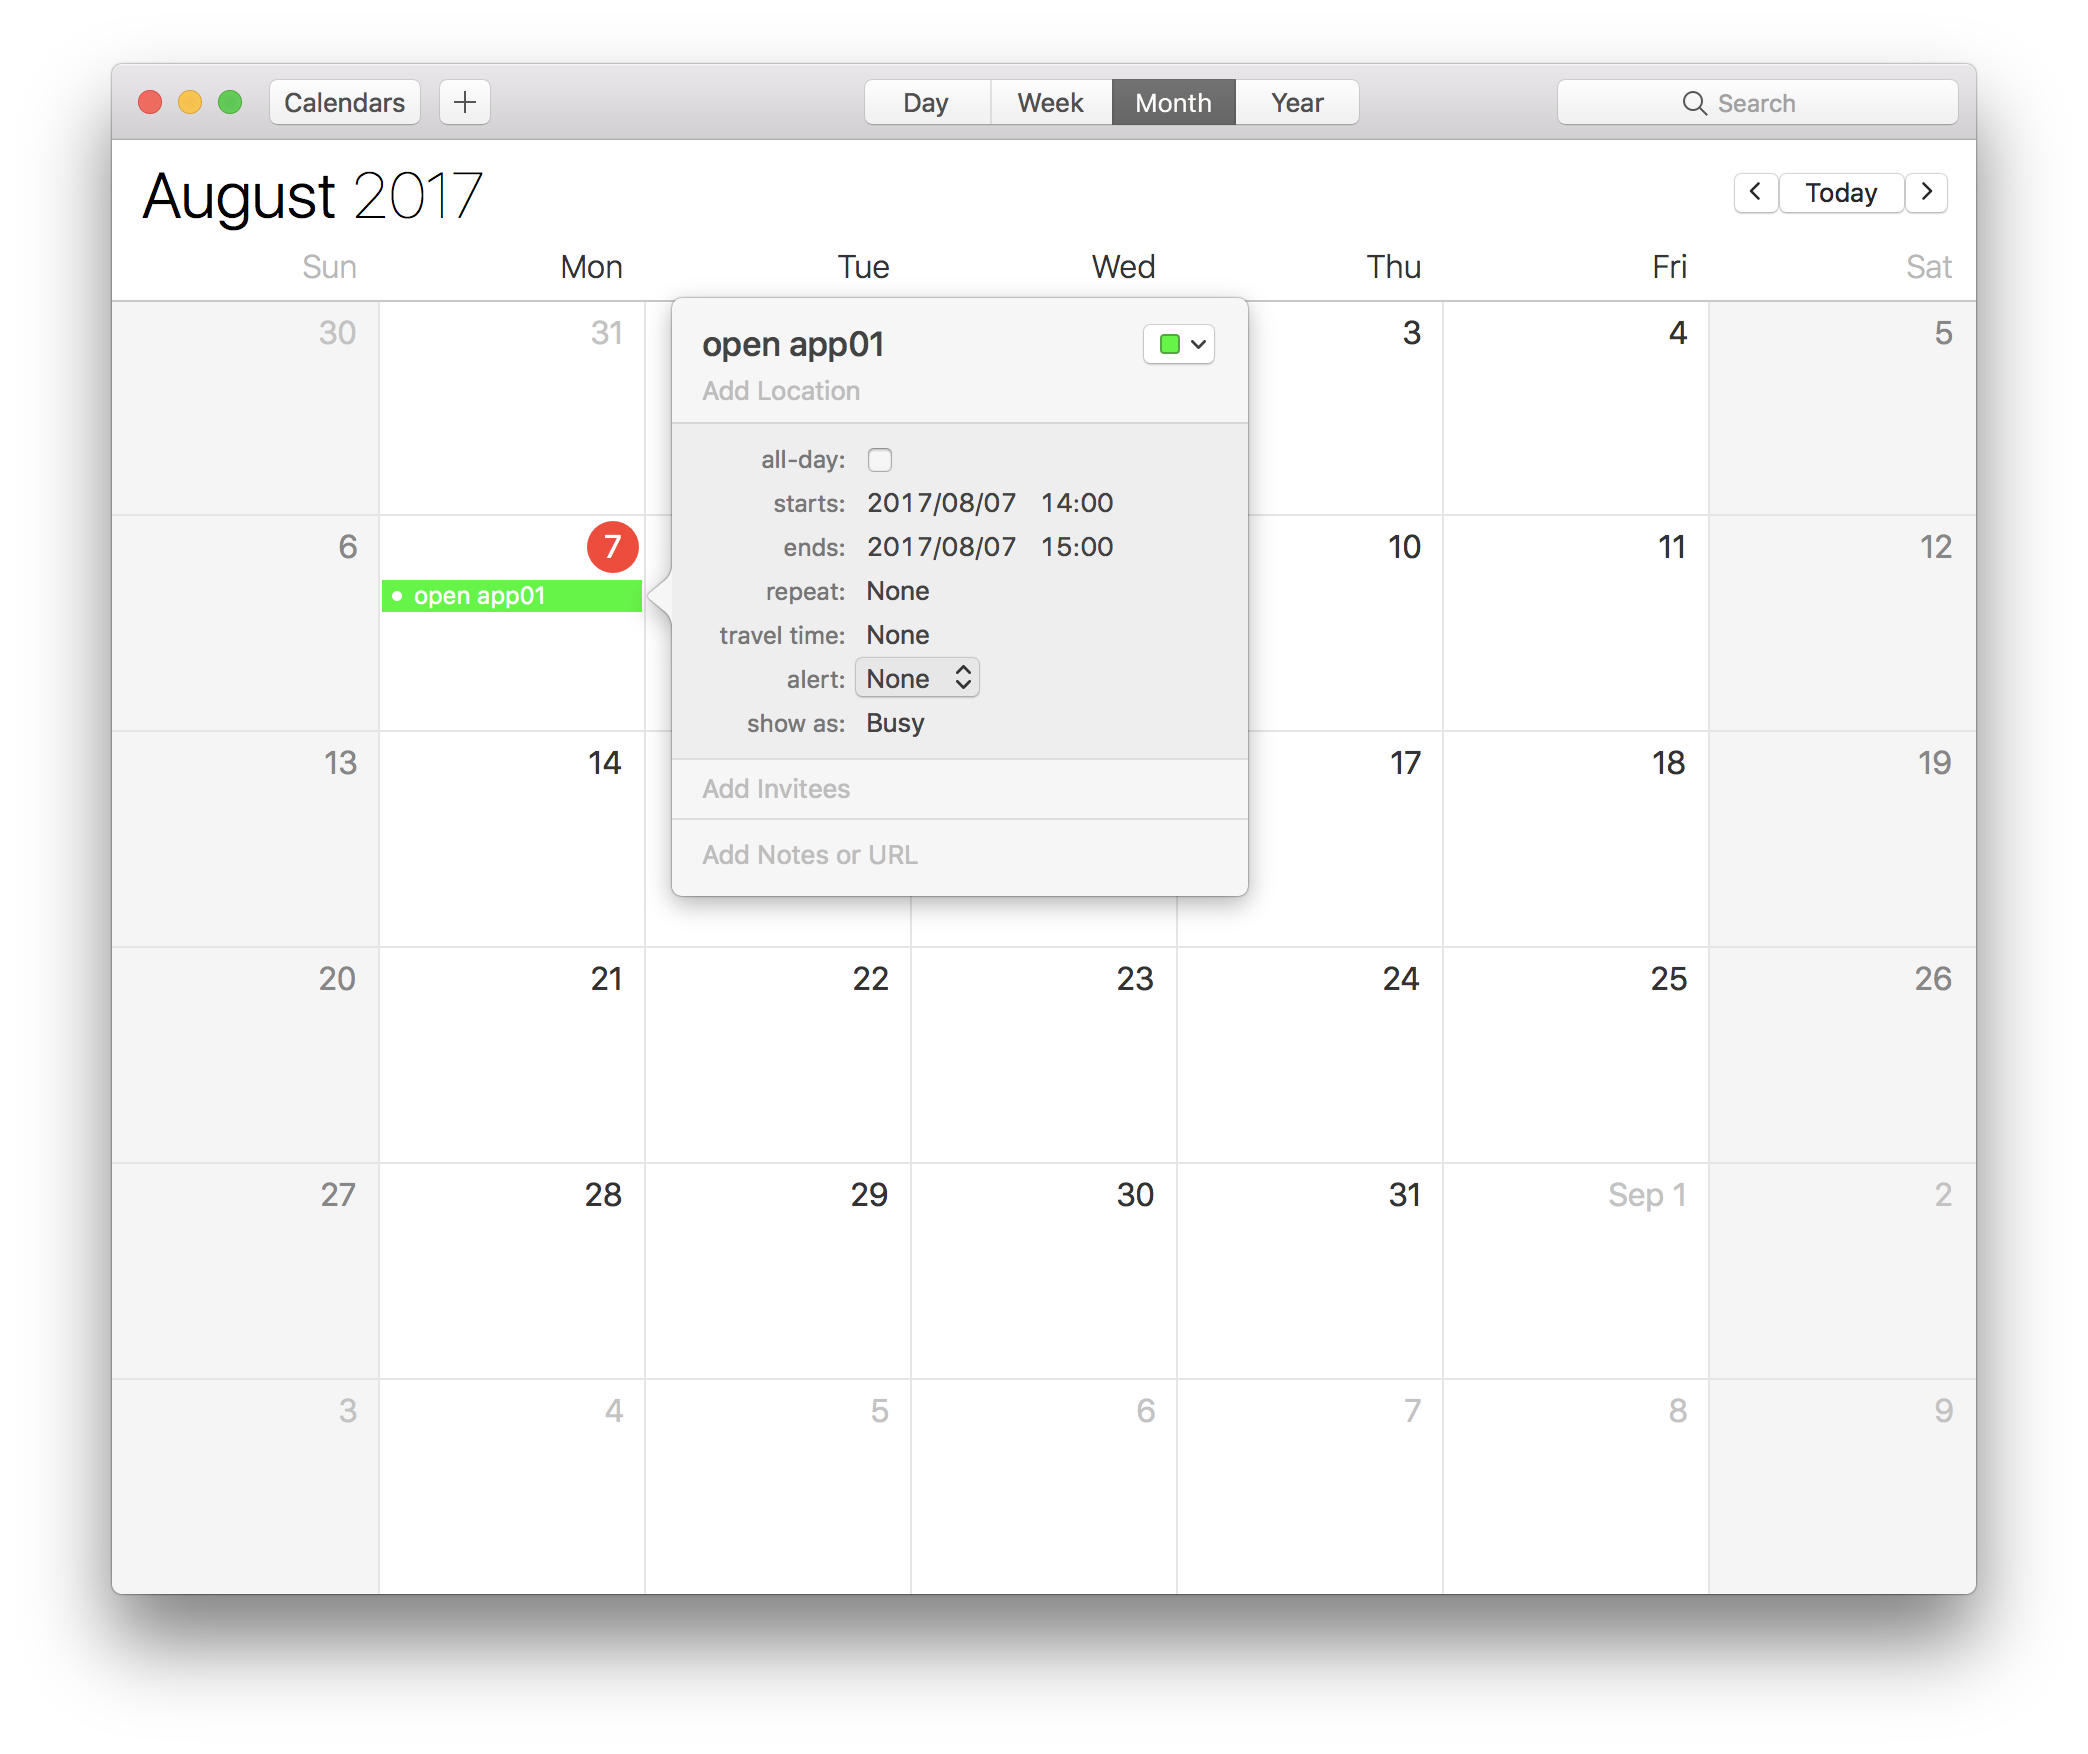 Calendars + Day Week Month Year Search
August 2017
Today
Sun Mon Tue Wed Thu Fri Sat
30 31 3 4 5
open app01
Add Location
all-day:
starts: 2017/08/07 14:00
ends: 2017/08/07 15:00
repeat: None
travel time: None
alert: None
show as: Busy
Add Invitees
Add Notes or URL
6 7 10 11 12
open app01
13 14 17 18 19
20 21 22 23 24 25 26
27 28 29 30 31 Sep 1 2
3 4 5 6 7 8 9